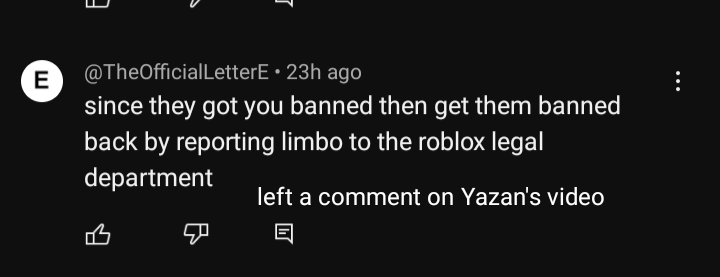 E
@TheOfficialLetterE • 23h ago
since they got you banned then get them banned
back by reporting limbo to the roblox legal
department
left a comment on Yazan's video